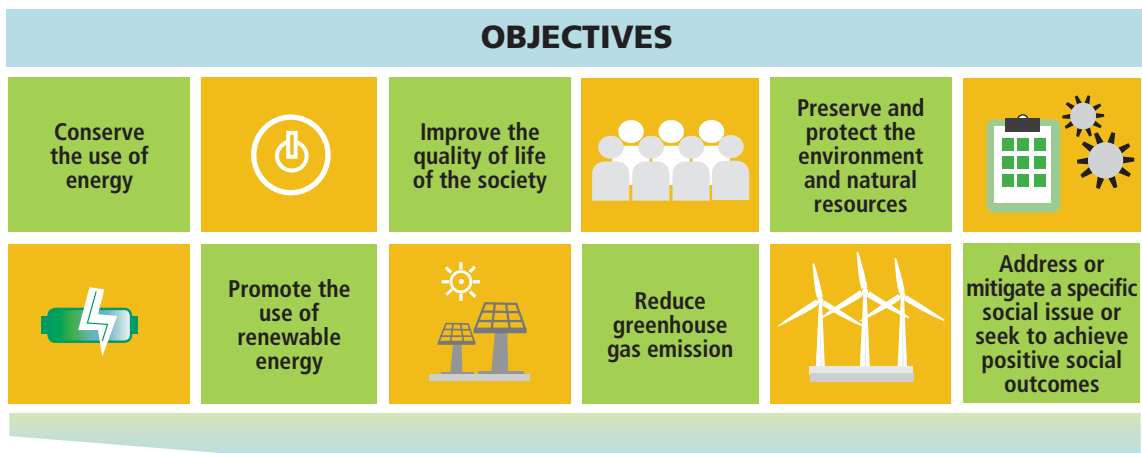 OBJECTIVES
Conserve
the use of
energy
Improve the
quality of life
of the society
Preserve and
protect the
environment
and natural
resources
Promote the
use of
renewable
energy
Reduce
greenhouse
gas emission
Address or
mitigate a specific
social issue or
seek to achieve
positive social
outcomes